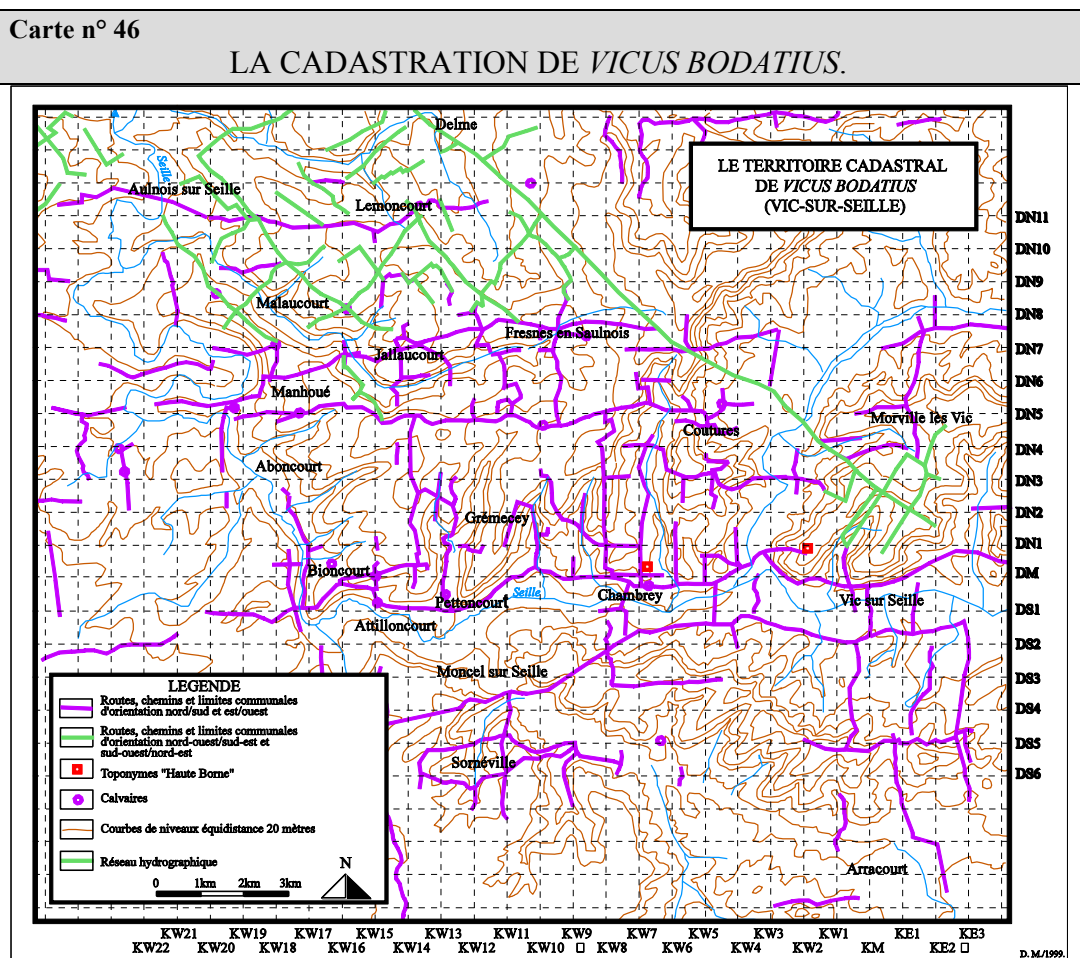 Carte n° 46
LA CADASTRATION DE VICUS BODATIUS.
LE TERRITOIRE CADASTRAL
DE VICUS BODATIUS
(VIC-SUR-SEILLE)
Delme
Seille
Aulnois sur Seille
Lemoncourt
DN11
DN10
DN9
Malaucourt
DN8
Fresnes en Saulnois
DN7
Jallaucourt
DN6
Manhoué
DN5
Morville lès Vic
Coutures
DN4
Aboncourt
DN3
DN2
Grémecey
DN1
Bioncourt
DM
Chambrey
Seille
Vic sur Seille
Pettoncourt
DS1
Attilloncourt
DS2
Moncel sur Seille
DS3
DS4
DS5
Sornéville
DS6
Arracourt
LEGENDE
Routes, chemins et limites communales
d'orientation nord/sud et est/ouest
Routes, chemins et limites communales
d'orientation nord-ouest/sud-est et
sud-ouest/nord-est
Toponymes "Haute Borne"
Calvaires
Courbes de niveaux équidistance 20 mètres
Réseau hydrographique
N
0 1km 2km 3km
KW21 KW19 KW17 KW15 KW13 KW11 KW9 KW7 KW5 KW3 KW1 KE1 KE3
KW22 KW20 KW18 KW16 KW14 KW12 KW10 KW8 KW6 KW4 KW2 KM KE2
D. M./1999.